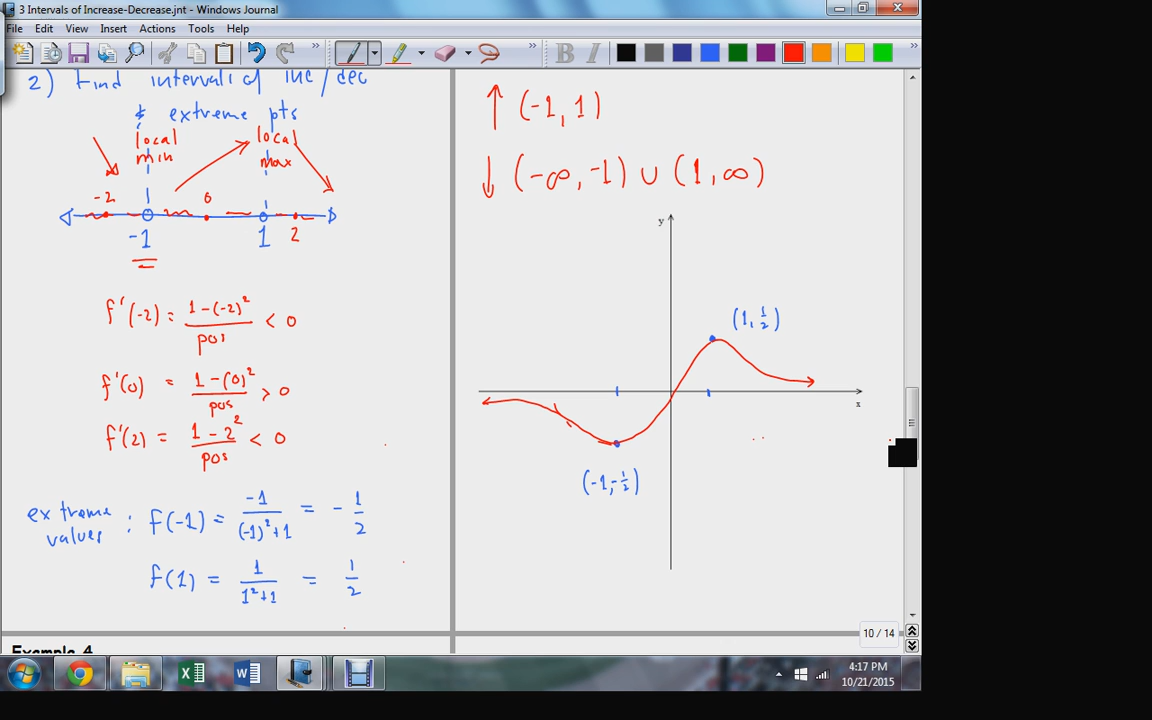 3 Intervals of Increase-Decrease.jnt - Windows Journal
File Edit View Insert Actions Tools Help
B I
2) Find intervals of inc/dec
& extreme pts
local min
local max
-2 0
-1 1 2
f'(-2) = 1-(-2)² / pos < 0
f'(0) = 1-(0)² / pos > 0
f'(2) = 1-2² / pos < 0
extreme values : f(-1) = -1 / (-1)²+1 = -1/2
f(1) = 1 / 1²+1 = 1/2
Example 4
↑ (-1, 1)
↓ (-∞, -1) ∪ (1, ∞)
y
(1, 1/2)
x
(-1, -1/2)
10 / 14
4:17 PM
10/21/2015